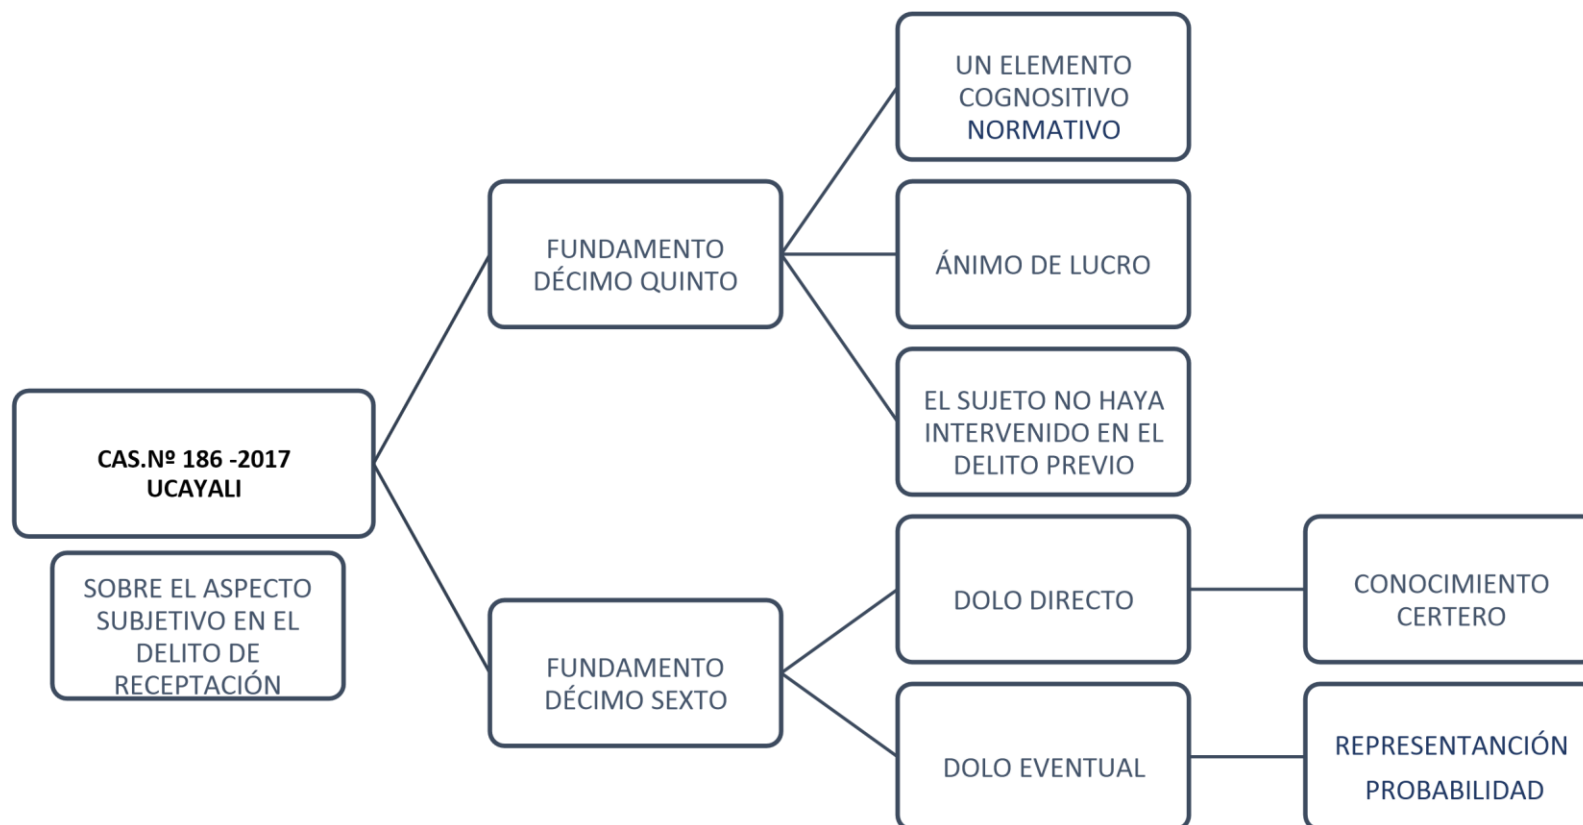 CAS.Nº 186 -2017
UCAYALI
SOBRE EL ASPECTO
SUBJETIVO EN EL
DELITO DE
RECEPTACIÓN
FUNDAMENTO
DÉCIMO QUINTO
UN ELEMENTO
COGNOSITIVO
NORMATIVO
ÁNIMO DE LUCRO
EL SUJETO NO HAYA
INTERVENIDO EN EL
DELITO PREVIO
FUNDAMENTO
DÉCIMO SEXTO
DOLO DIRECTO
CONOCIMIENTO
CERTERO
DOLO EVENTUAL
REPRESENTANCIÓN
PROBABILIDAD